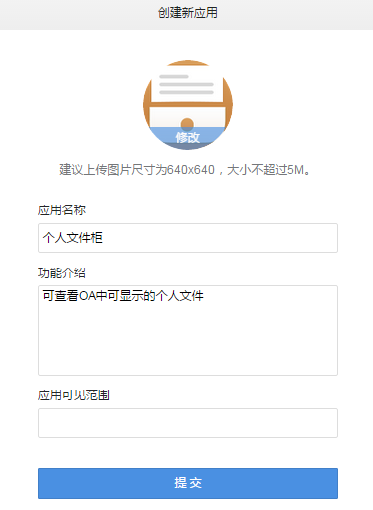 创建新应用
修改
建议上传图片尺寸为640x640，大小不超过5M。
应用名称
个人文件柜
功能介绍
可查看OA中可显示的个人文件
应用可见范围
提交